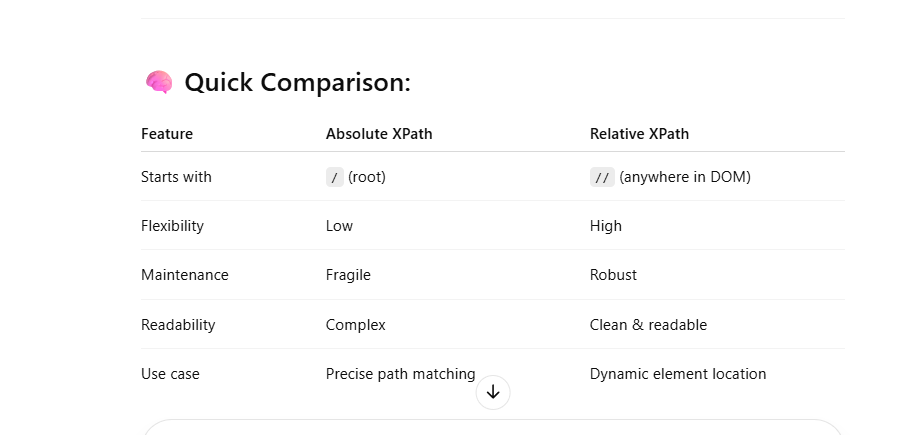 Quick Comparison:
Feature Absolute XPath Relative XPath
Starts with / (root) // (anywhere in DOM)
Flexibility Low High
Maintenance Fragile Robust
Readability Complex Clean & readable
Use case Precise path matching Dynamic element location